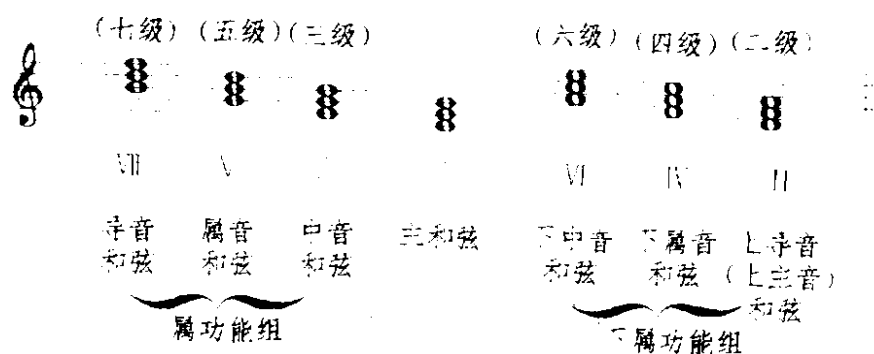 (七级) (五级) (三级) (六级) (四级) (二级)
VII V VI IV II
导音 属音 中音 主和弦 下中音 下属音 上导音
和弦 和弦 和弦 和弦 和弦 (上主音)
和弦
属功能组 下属功能组